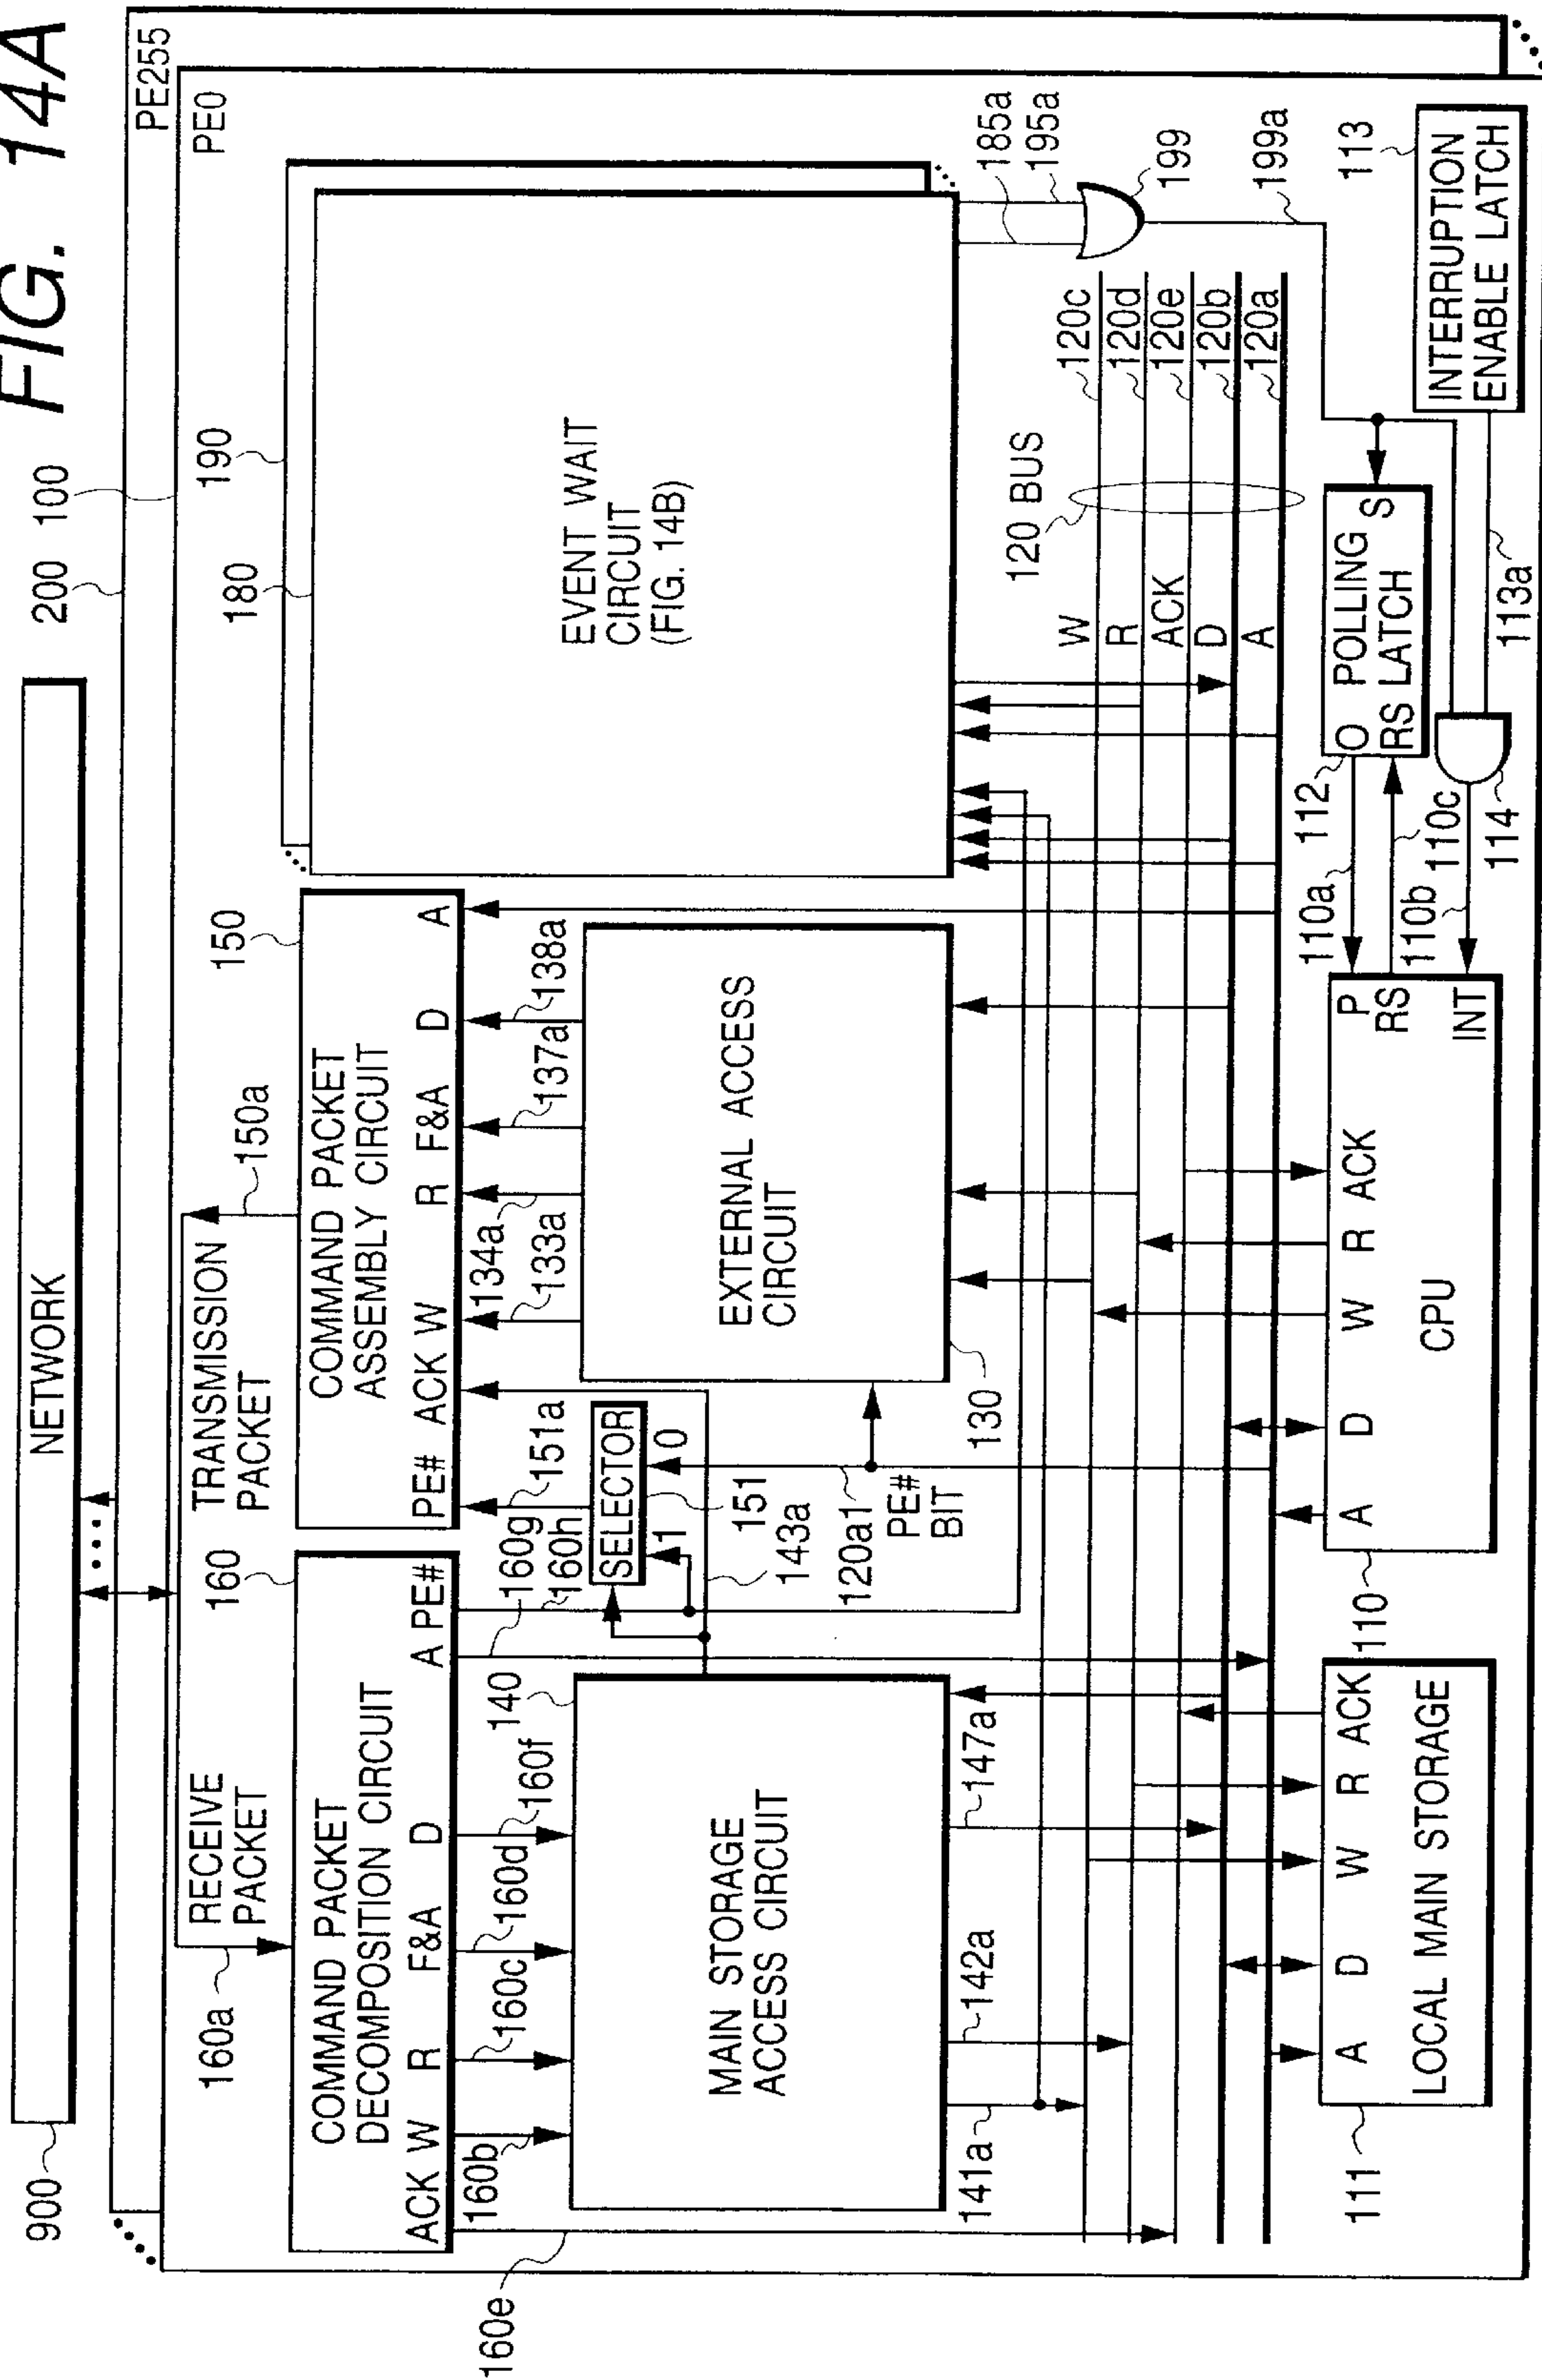 FIG. 14A
900
NETWORK
200
100
PE255
PE0
160a
RECEIVE
PACKET
TRANSMISSION
PACKET
150a
160
COMMAND PACKET
DECOMPOSITION CIRCUIT
ACK W R F&A D A PE#
150
COMMAND PACKET
ASSEMBLY CIRCUIT
PE# ACK W R F&A D A
180
190
EVENT WAIT
CIRCUIT
(FIG. 14B)
160e
160b
160c
160d
160f
160g
160h
151a
134a
133a
137a
138a
140
MAIN STORAGE
ACCESS CIRCUIT
SELECTOR
1
0
151
143a
EXTERNAL ACCESS
CIRCUIT
130
120a1
PE#
BIT
141a
142a
147a
185a
195a
199
199a
120 BUS
W
R
ACK
D
A
120c
120d
120e
120b
120a
111
A D W R ACK
LOCAL MAIN STORAGE
110
A D W R ACK
CPU
P
RS
INT
110a
110b
110c
112
O POLLING S
RS LATCH
114
113a
113
INTERRUPTION
ENABLE LATCH